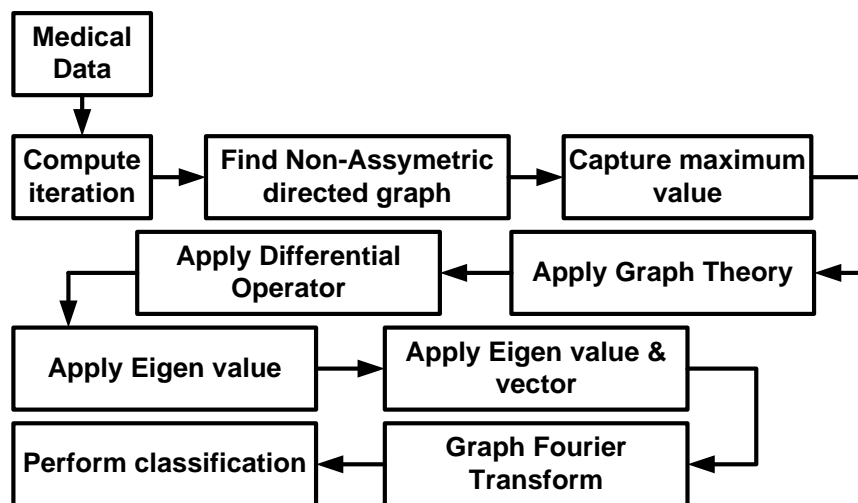 Medical
Data
Compute
iteration
Find Non-Assymetric
directed graph
Capture maximum
value
Apply Graph Theory
Apply Differential
Operator
Apply Eigen value
Apply Eigen value &
vector
Graph Fourier
Transform
Perform classification